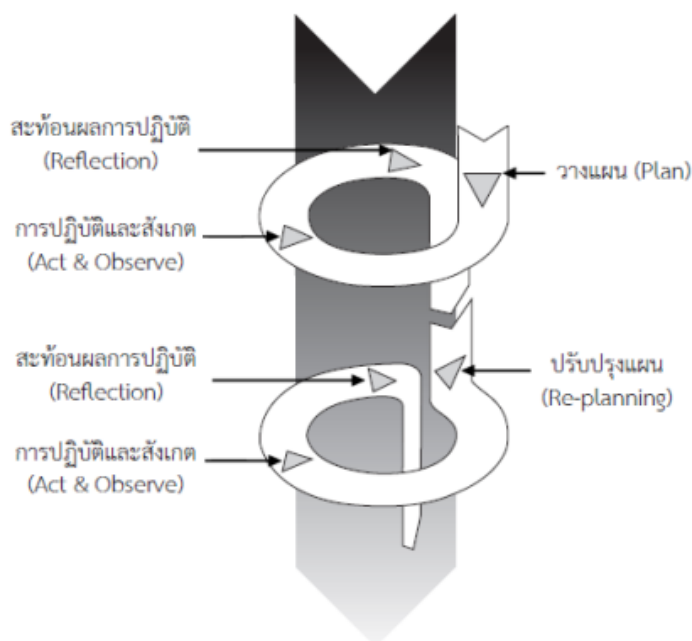 สะท้อนผลการปฏิบัติ
(Reflection)
วางแผน (Plan)
การปฏิบัติและสังเกต
(Act & Observe)
สะท้อนผลการปฏิบัติ
(Reflection)
ปรับปรุงแผน
(Re-planning)
การปฏิบัติและสังเกต
(Act & Observe)